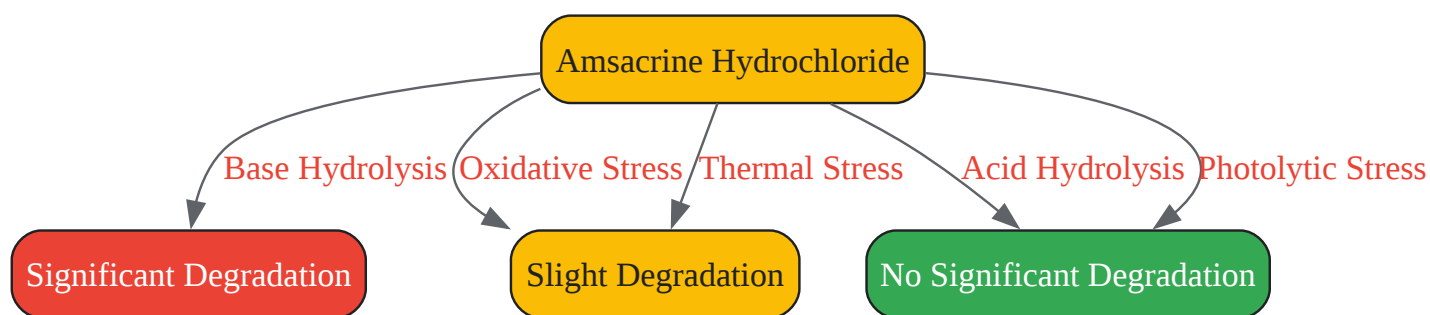 Amsacrine Hydrochloride
Base Hydrolysis
Oxidative Stress
Thermal Stress
Acid Hydrolysis
Photolytic Stress
Significant Degradation
Slight Degradation
No Significant Degradation